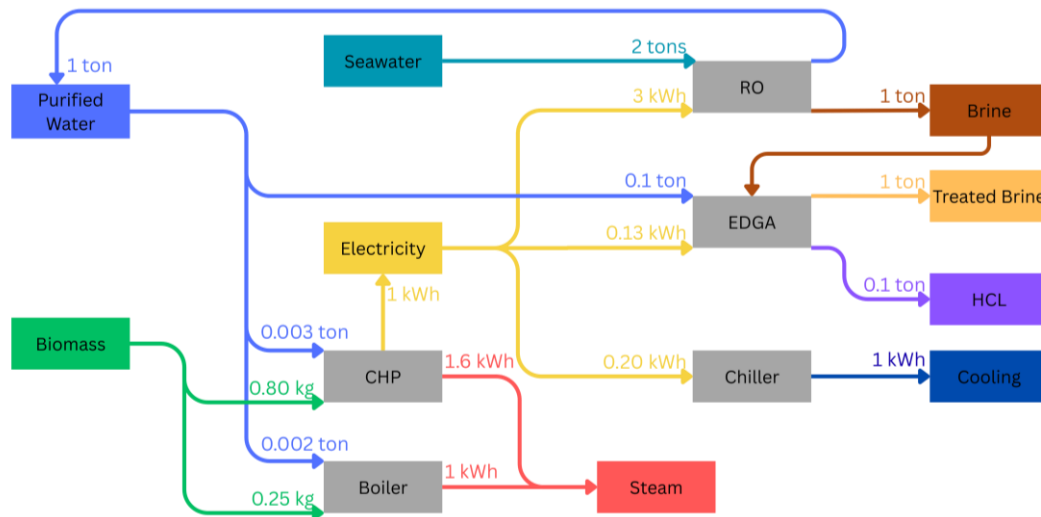 1 ton
Purified
Water
Seawater
2 tons
RO
3 kWh
1 ton
Brine
0.1 ton
EDGA
1 ton
Treated Brine
Electricity
0.13 kWh
1 kWh
0.1 ton
HCL
Biomass
0.003 ton
CHP
1.6 kWh
0.80 kg
0.20 kWh
Chiller
1 kWh
Cooling
0.002 ton
Boiler
1 kWh
Steam
0.25 kg